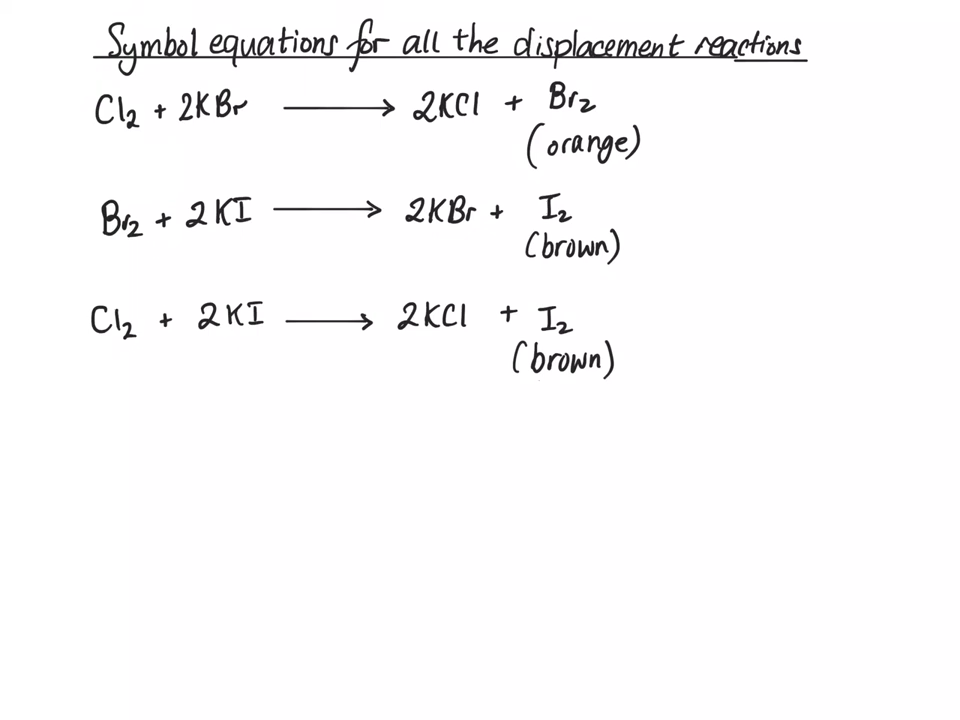 Symbol equations for all the displacement reactions
Cl₂ + 2KBr ⟶ 2KCl + Br₂
(orange)
Br₂ + 2KI ⟶ 2KBr + I₂
(brown)
Cl₂ + 2KI ⟶ 2KCl + I₂
(brown)